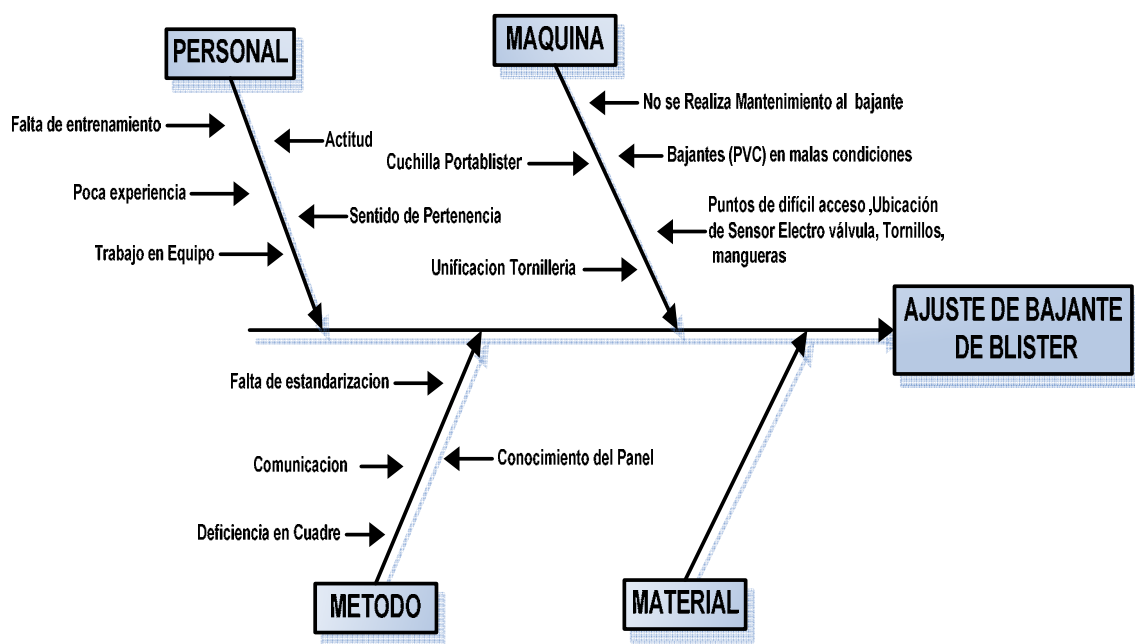 PERSONAL
MAQUINA
Falta de entrenamiento
Actitud
Poca experiencia
Sentido de Pertenencia
Trabajo en Equipo
No se Realiza Mantenimiento al bajante
Cuchilla Portablister
Bajantes (PVC) en malas condiciones
Puntos de difícil acceso ,Ubicación
de Sensor Electro válvula, Tornillos,
mangueras
Unificacion Tornilleria
AJUSTE DE BAJANTE
DE BLISTER
Falta de estandarizacion
Comunicacion
Conocimiento del Panel
Deficiencia en Cuadre
METODO
MATERIAL